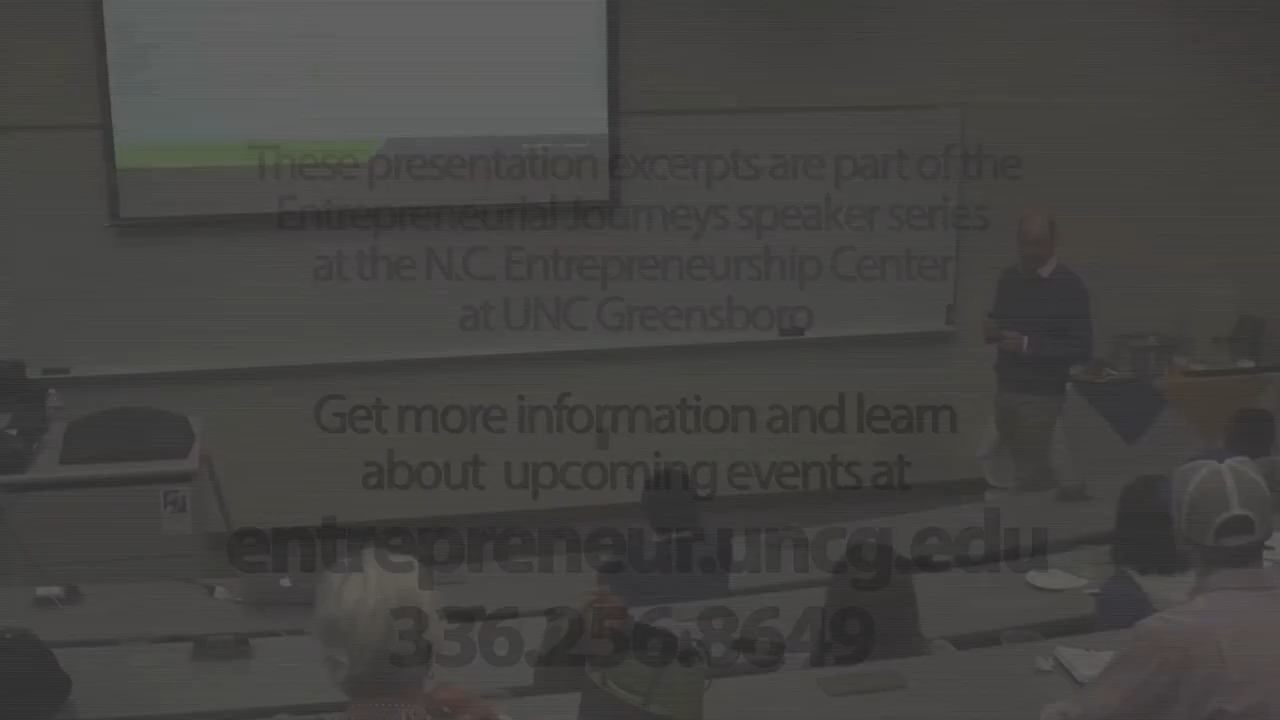 These presentation excerpts are part of the
Entrepreneurial Journeys speaker series
at the N.C. Entrepreneurship Center
at UNC Greensboro
Get more information and learn
about upcoming events at
entrepreneur.uncg.edu
336.256.8649